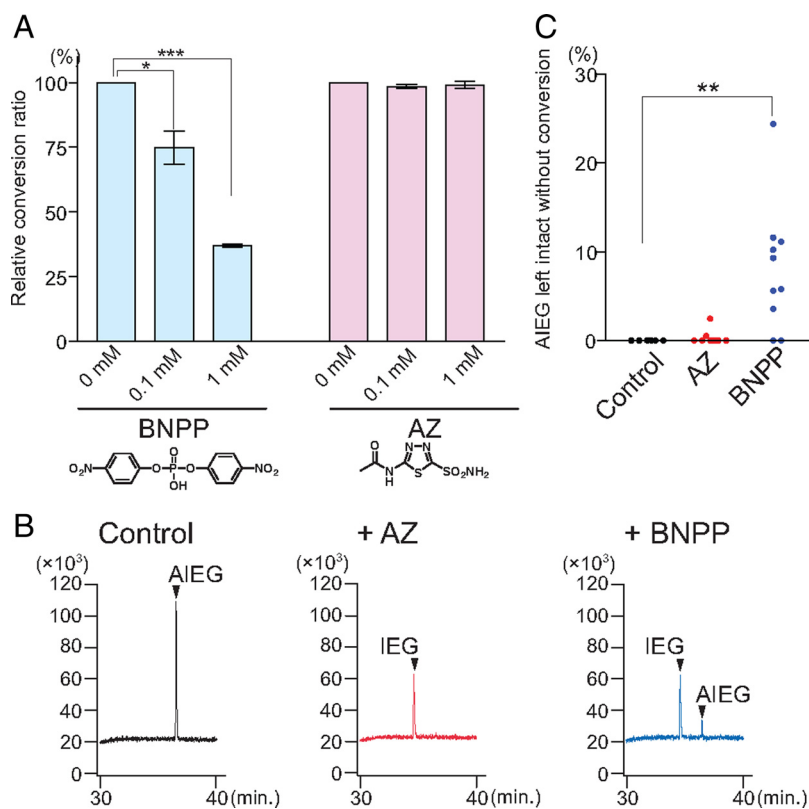 A
(%)
100
75
50
25
0
Relative conversion ratio
*
***
0 mM
0.1 mM
1 mM
0 mM
0.1 mM
1 mM
BNPP
AZ
O₂N
O
O-P-O
OH
NO₂
O
N
H
N-N
S
SO₂NH₂
C
(%)
30
20
10
0
AIEG left intact without conversion
**
Control
AZ
BNPP
B
Control
(×10³)
120
100
80
60
40
20
0
AIEG
30
40 (min.)
+ AZ
(×10³)
120
100
80
60
40
20
0
IEG
30
40 (min.)
+ BNPP
(×10³)
120
100
80
60
40
20
0
IEG
AIEG
30
40 (min.)